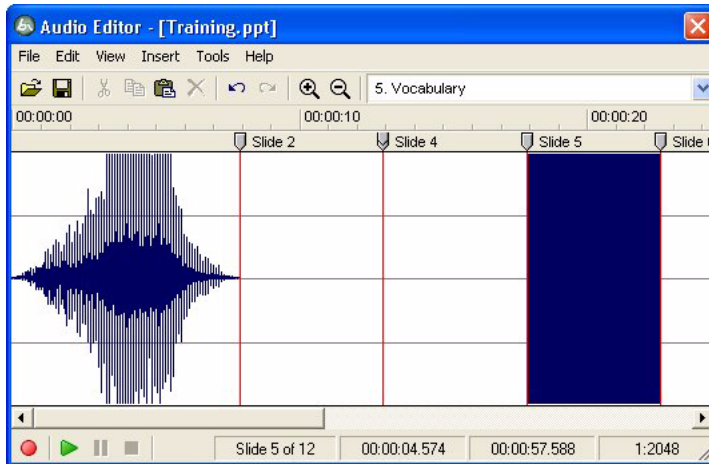 Audio Editor - [Training.ppt]
File Edit View Insert Tools Help
5. Vocabulary
00:00:00 00:00:10 00:00:20
Slide 2 Slide 4 Slide 5 Slide
Slide 5 of 12 00:00:04.574 00:00:57.588 1:2048